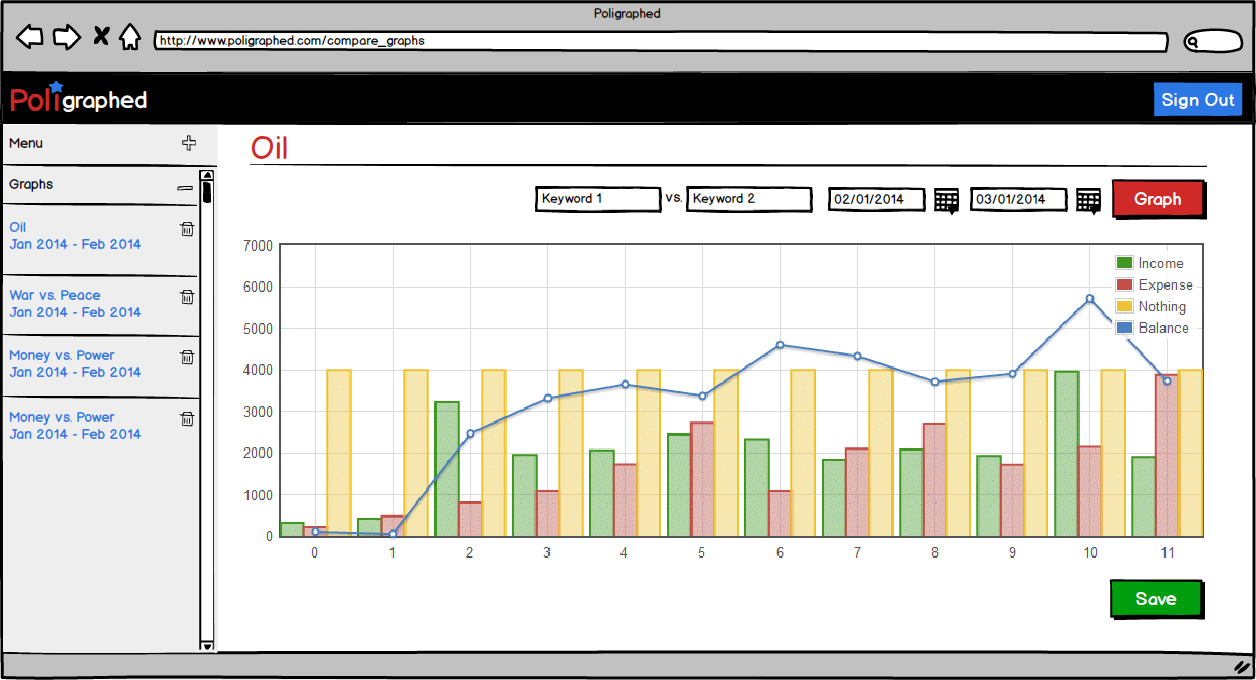 Poligraphed
http://www.poligraphed.com/compare_graphs
Poligraphed
Sign Out
Menu
Graphs
Oil
Jan 2014 - Feb 2014
War vs. Peace
Jan 2014 - Feb 2014
Money vs. Power
Jan 2014 - Feb 2014
Money vs. Power
Jan 2014 - Feb 2014
Oil
Keyword 1 vs. Keyword 2 02/01/2014 03/01/2014 Graph
7000
6000
5000
4000
3000
2000
1000
0
Income
Expense
Nothing
Balance
0 1 2 3 4 5 6 7 8 9 10 11
Save